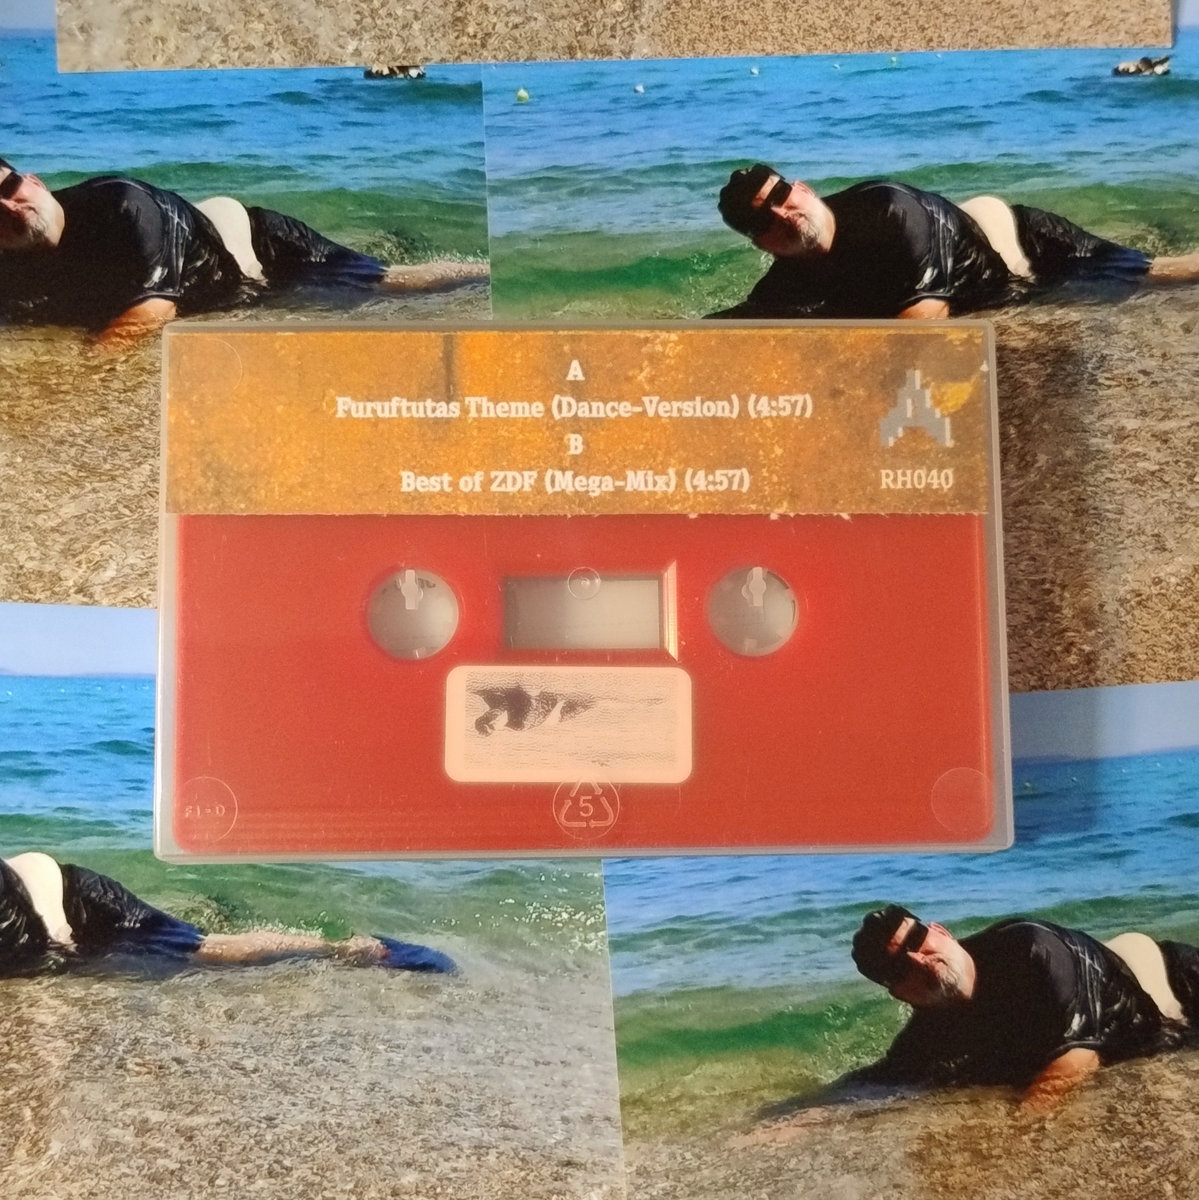 A
Furuftutas Theme (Dance-Version) (4:57)
B
Best of ZDF (Mega-Mix) (4:57)
RH040
5